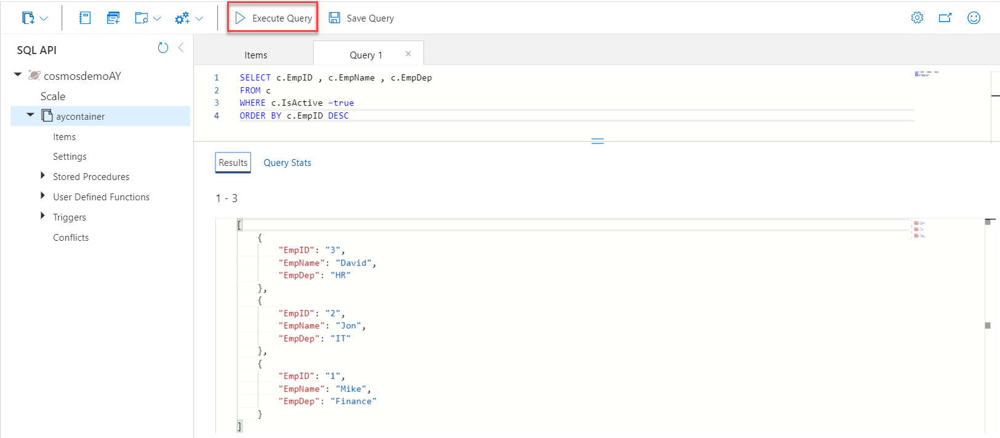 Execute Query
Save Query
SQL API
cosmosdemoAY
Scale
aycontainer
Items
Settings
Stored Procedures
User Defined Functions
Triggers
Conflicts
Items
Query 1
1 SELECT c.EmpID , c.EmpName , c.EmpDep
2 FROM c
3 WHERE c.IsActive =true
4 ORDER BY c.EmpID DESC
Results
Query Stats
1 - 3
[
{
"EmpID": "3",
"EmpName": "David",
"EmpDep": "HR"
},
{
"EmpID": "2",
"EmpName": "Jon",
"EmpDep": "IT"
},
{
"EmpID": "1",
"EmpName": "Mike",
"EmpDep": "Finance"
}
]